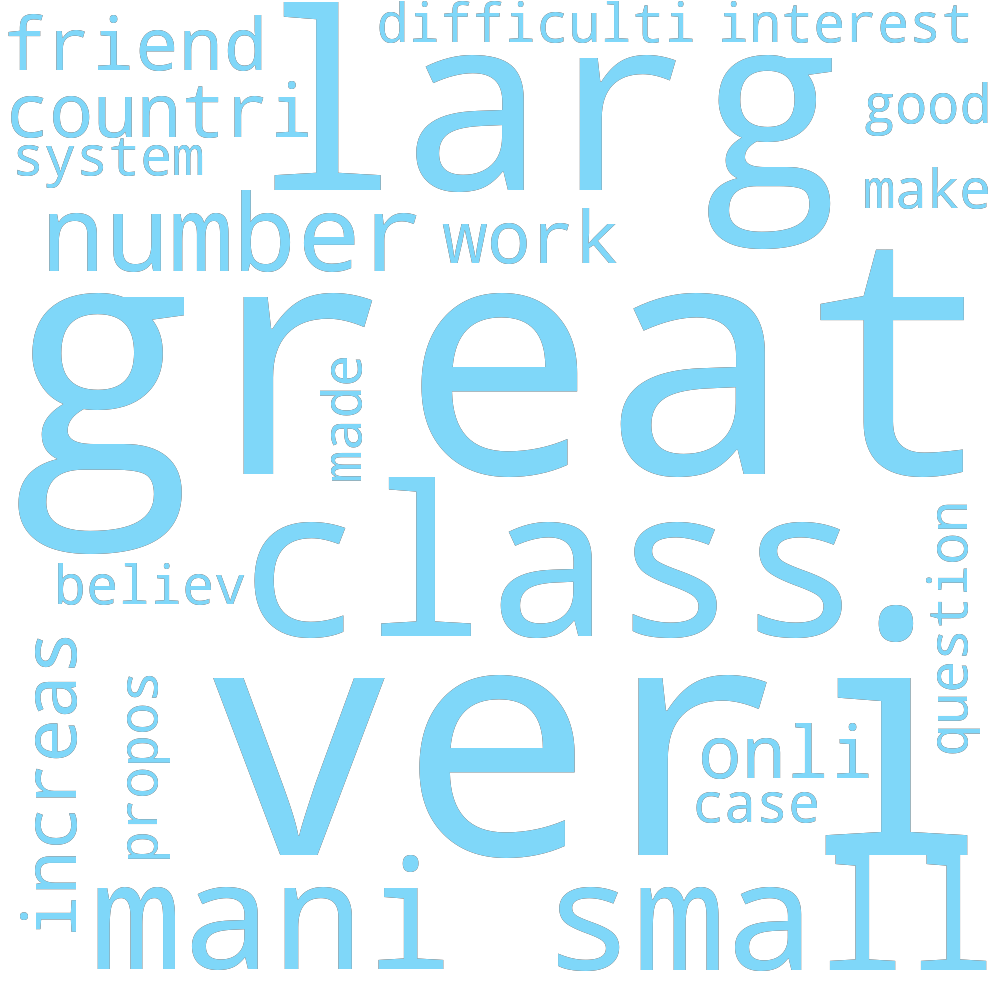 friend
larg
difficulti
interest
countri
good
system
make
number
work
great
made
class
believ
question
veri
increas
propos
onli
case
mani
small